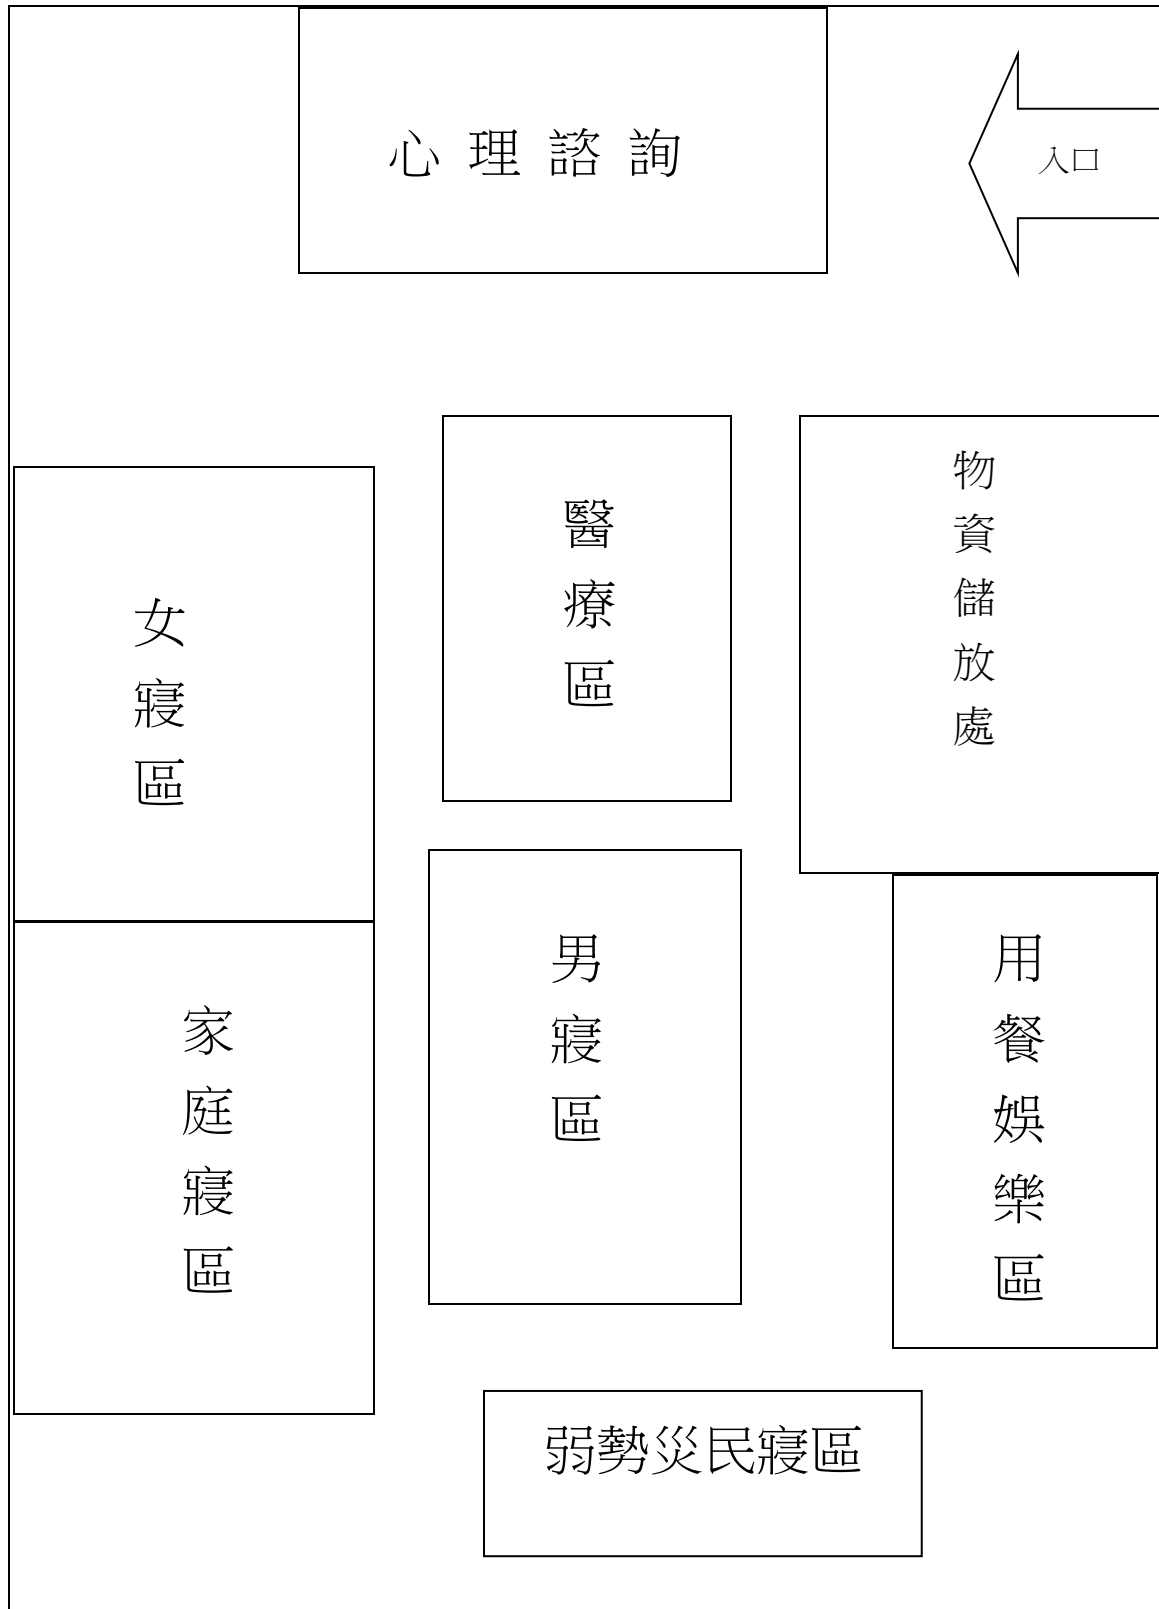 心理諮詢
入口
物資儲放處
醫療區
女寢區
男寢區
用餐娛樂區
家庭寢區
弱勢災民寢區